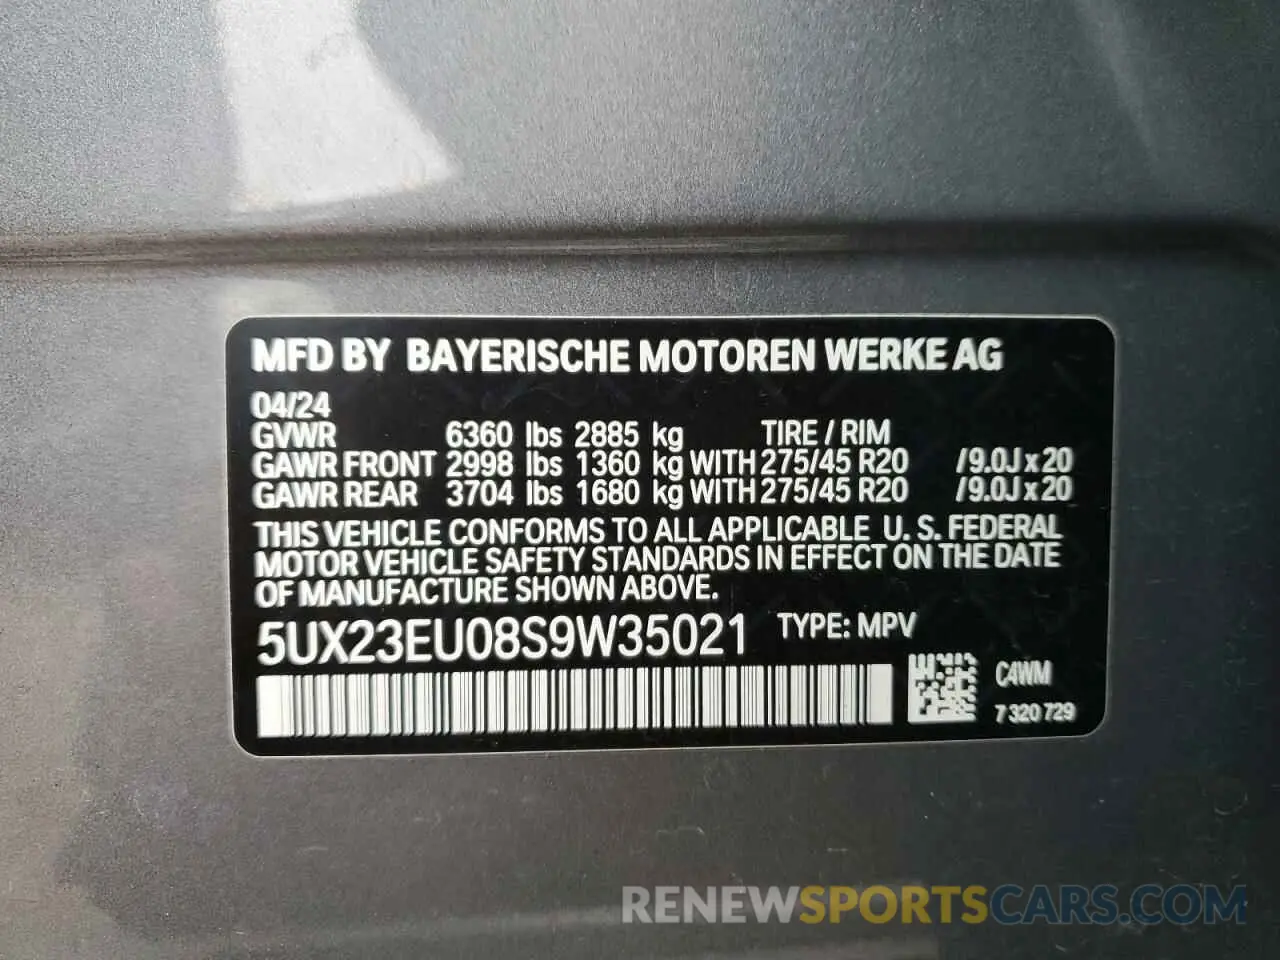 MFD BY BAYERISCHE MOTOREN WERKE AG
04/24
GVWR 6360 lbs 2885 kg TIRE / RIM
GAWR FRONT 2998 lbs 1360 kg WITH 275/45 R20 /9.0J x 20
GAWR REAR 3704 lbs 1680 kg WITH 275/45 R20 /9.0J x 20
THIS VEHICLE CONFORMS TO ALL APPLICABLE U. S. FEDERAL
MOTOR VEHICLE SAFETY STANDARDS IN EFFECT ON THE DATE
OF MANUFACTURE SHOWN ABOVE.
5UX23EU08S9W35021 TYPE: MPV
C4WM
7 320 729
RENEWSPORTSCARS.COM